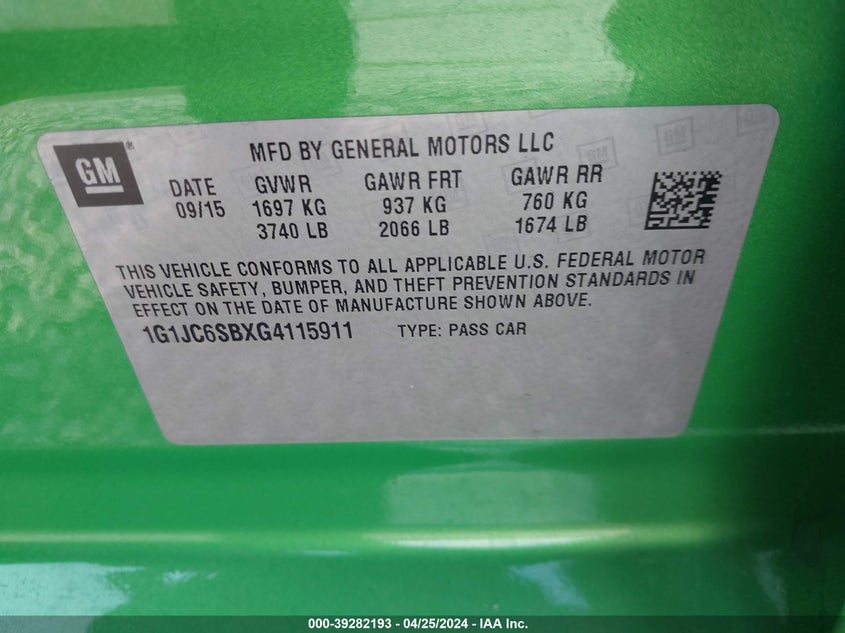 GM
MFD BY GENERAL MOTORS LLC
DATE GVWR GAWR FRT GAWR RR
09/15 1697 KG 937 KG 760 KG
3740 LB 2066 LB 1674 LB
THIS VEHICLE CONFORMS TO ALL APPLICABLE U.S. FEDERAL MOTOR
VEHICLE SAFETY, BUMPER, AND THEFT PREVENTION STANDARDS IN
EFFECT ON THE DATE OF MANUFACTURE SHOWN ABOVE.
1G1JC6SBXG4115911 TYPE: PASS CAR
000-39282193 - 04/25/2024 - IAA Inc.